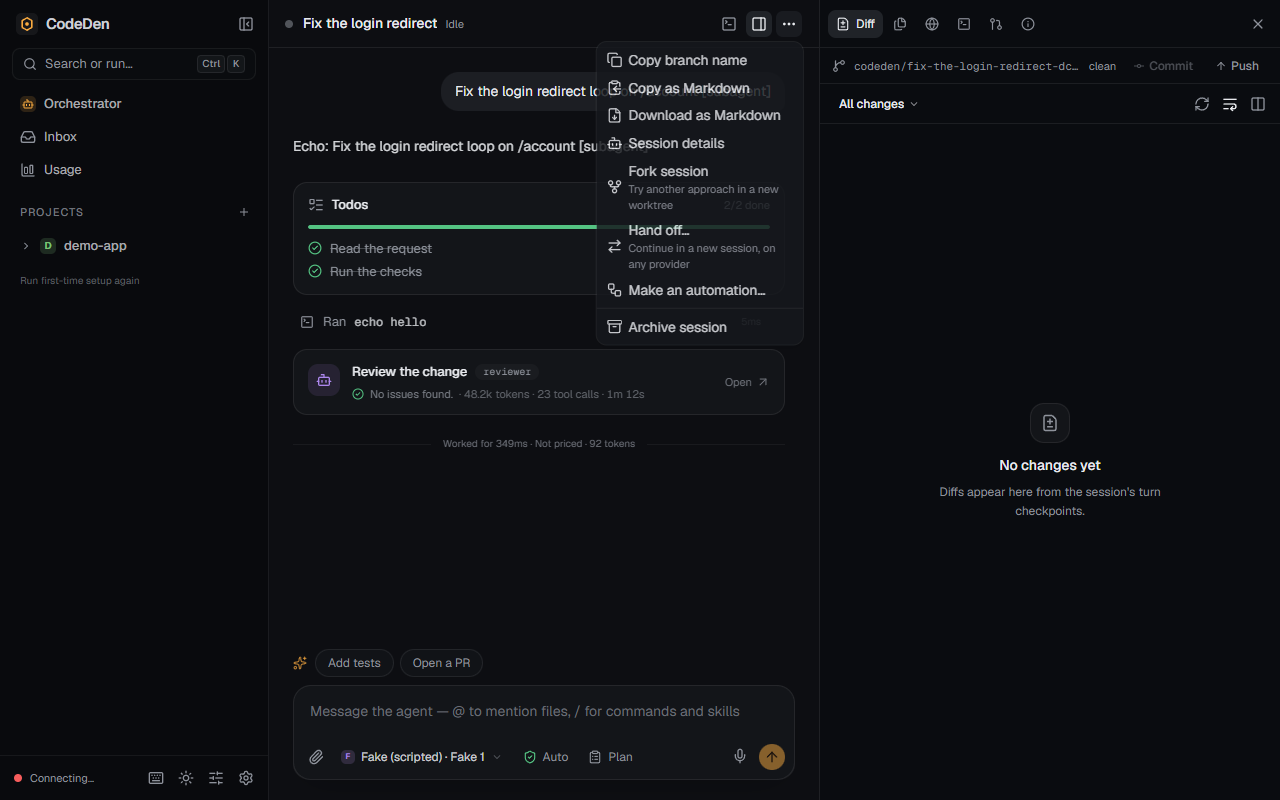 CodeDen
Search or run... Ctrl K
Orchestrator
Inbox
Usage
PROJECTS
D demo-app
Run first-time setup again
Connecting...
Fix the login redirect Idle
Fix the login redirect
Echo: Fix the login redirect loop on /account [su
Todos
2/2 done
Read the request
Run the checks
Ran echo hello
5ms
Review the change reviewer
No issues found. · 48.2k tokens · 23 tool calls · 1m 12s
Open
Worked for 349ms · Not priced · 92 tokens
Copy branch name
Copy as Markdown
Download as Markdown
Session details
Fork session
Try another approach in a new
worktree
Hand off...
Continue in a new session, on
any provider
Make an automation...
Archive session
Add tests
Open a PR
Message the agent — @ to mention files, / for commands and skills
F Fake (scripted) · Fake 1
Auto
Plan
Diff
codeden/fix-the-login-redirect-dc... clean Commit Push
All changes
No changes yet
Diffs appear here from the session's turn
checkpoints.